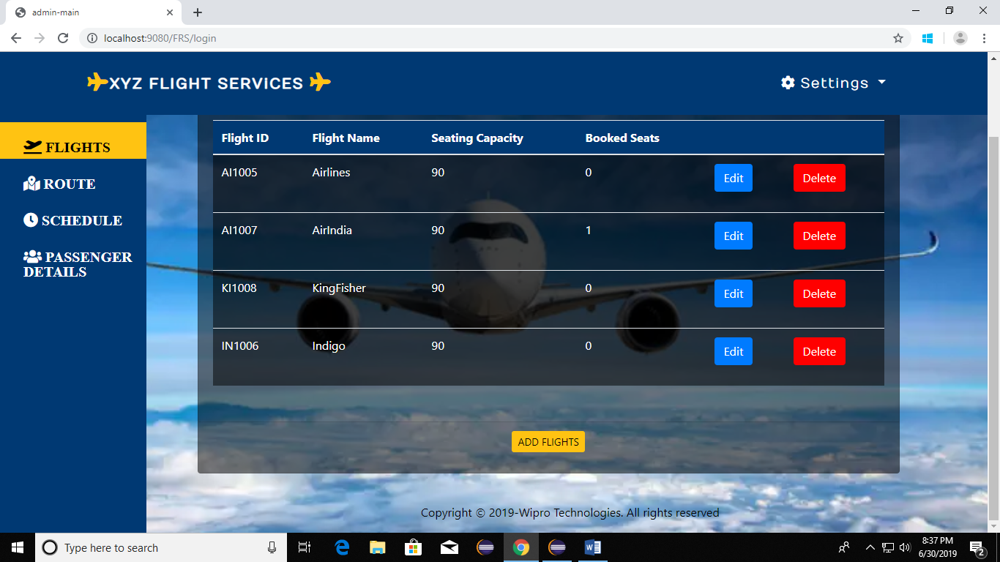 admin-main
localhost:9080/FRS/login
XYZ FLIGHT SERVICES
Settings
FLIGHTS
ROUTE
SCHEDULE
PASSENGER
DETAILS
Flight ID Flight Name Seating Capacity Booked Seats
AI1005 Airlines 90 0 Edit Delete
AI1007 AirIndia 90 1 Edit Delete
KI1008 KingFisher 90 0 Edit Delete
IN1006 Indigo 90 0 Edit Delete
ADD FLIGHTS
Copyright © 2019-Wipro Technologies. All rights reserved
Type here to search
8:37 PM
6/30/2019
2